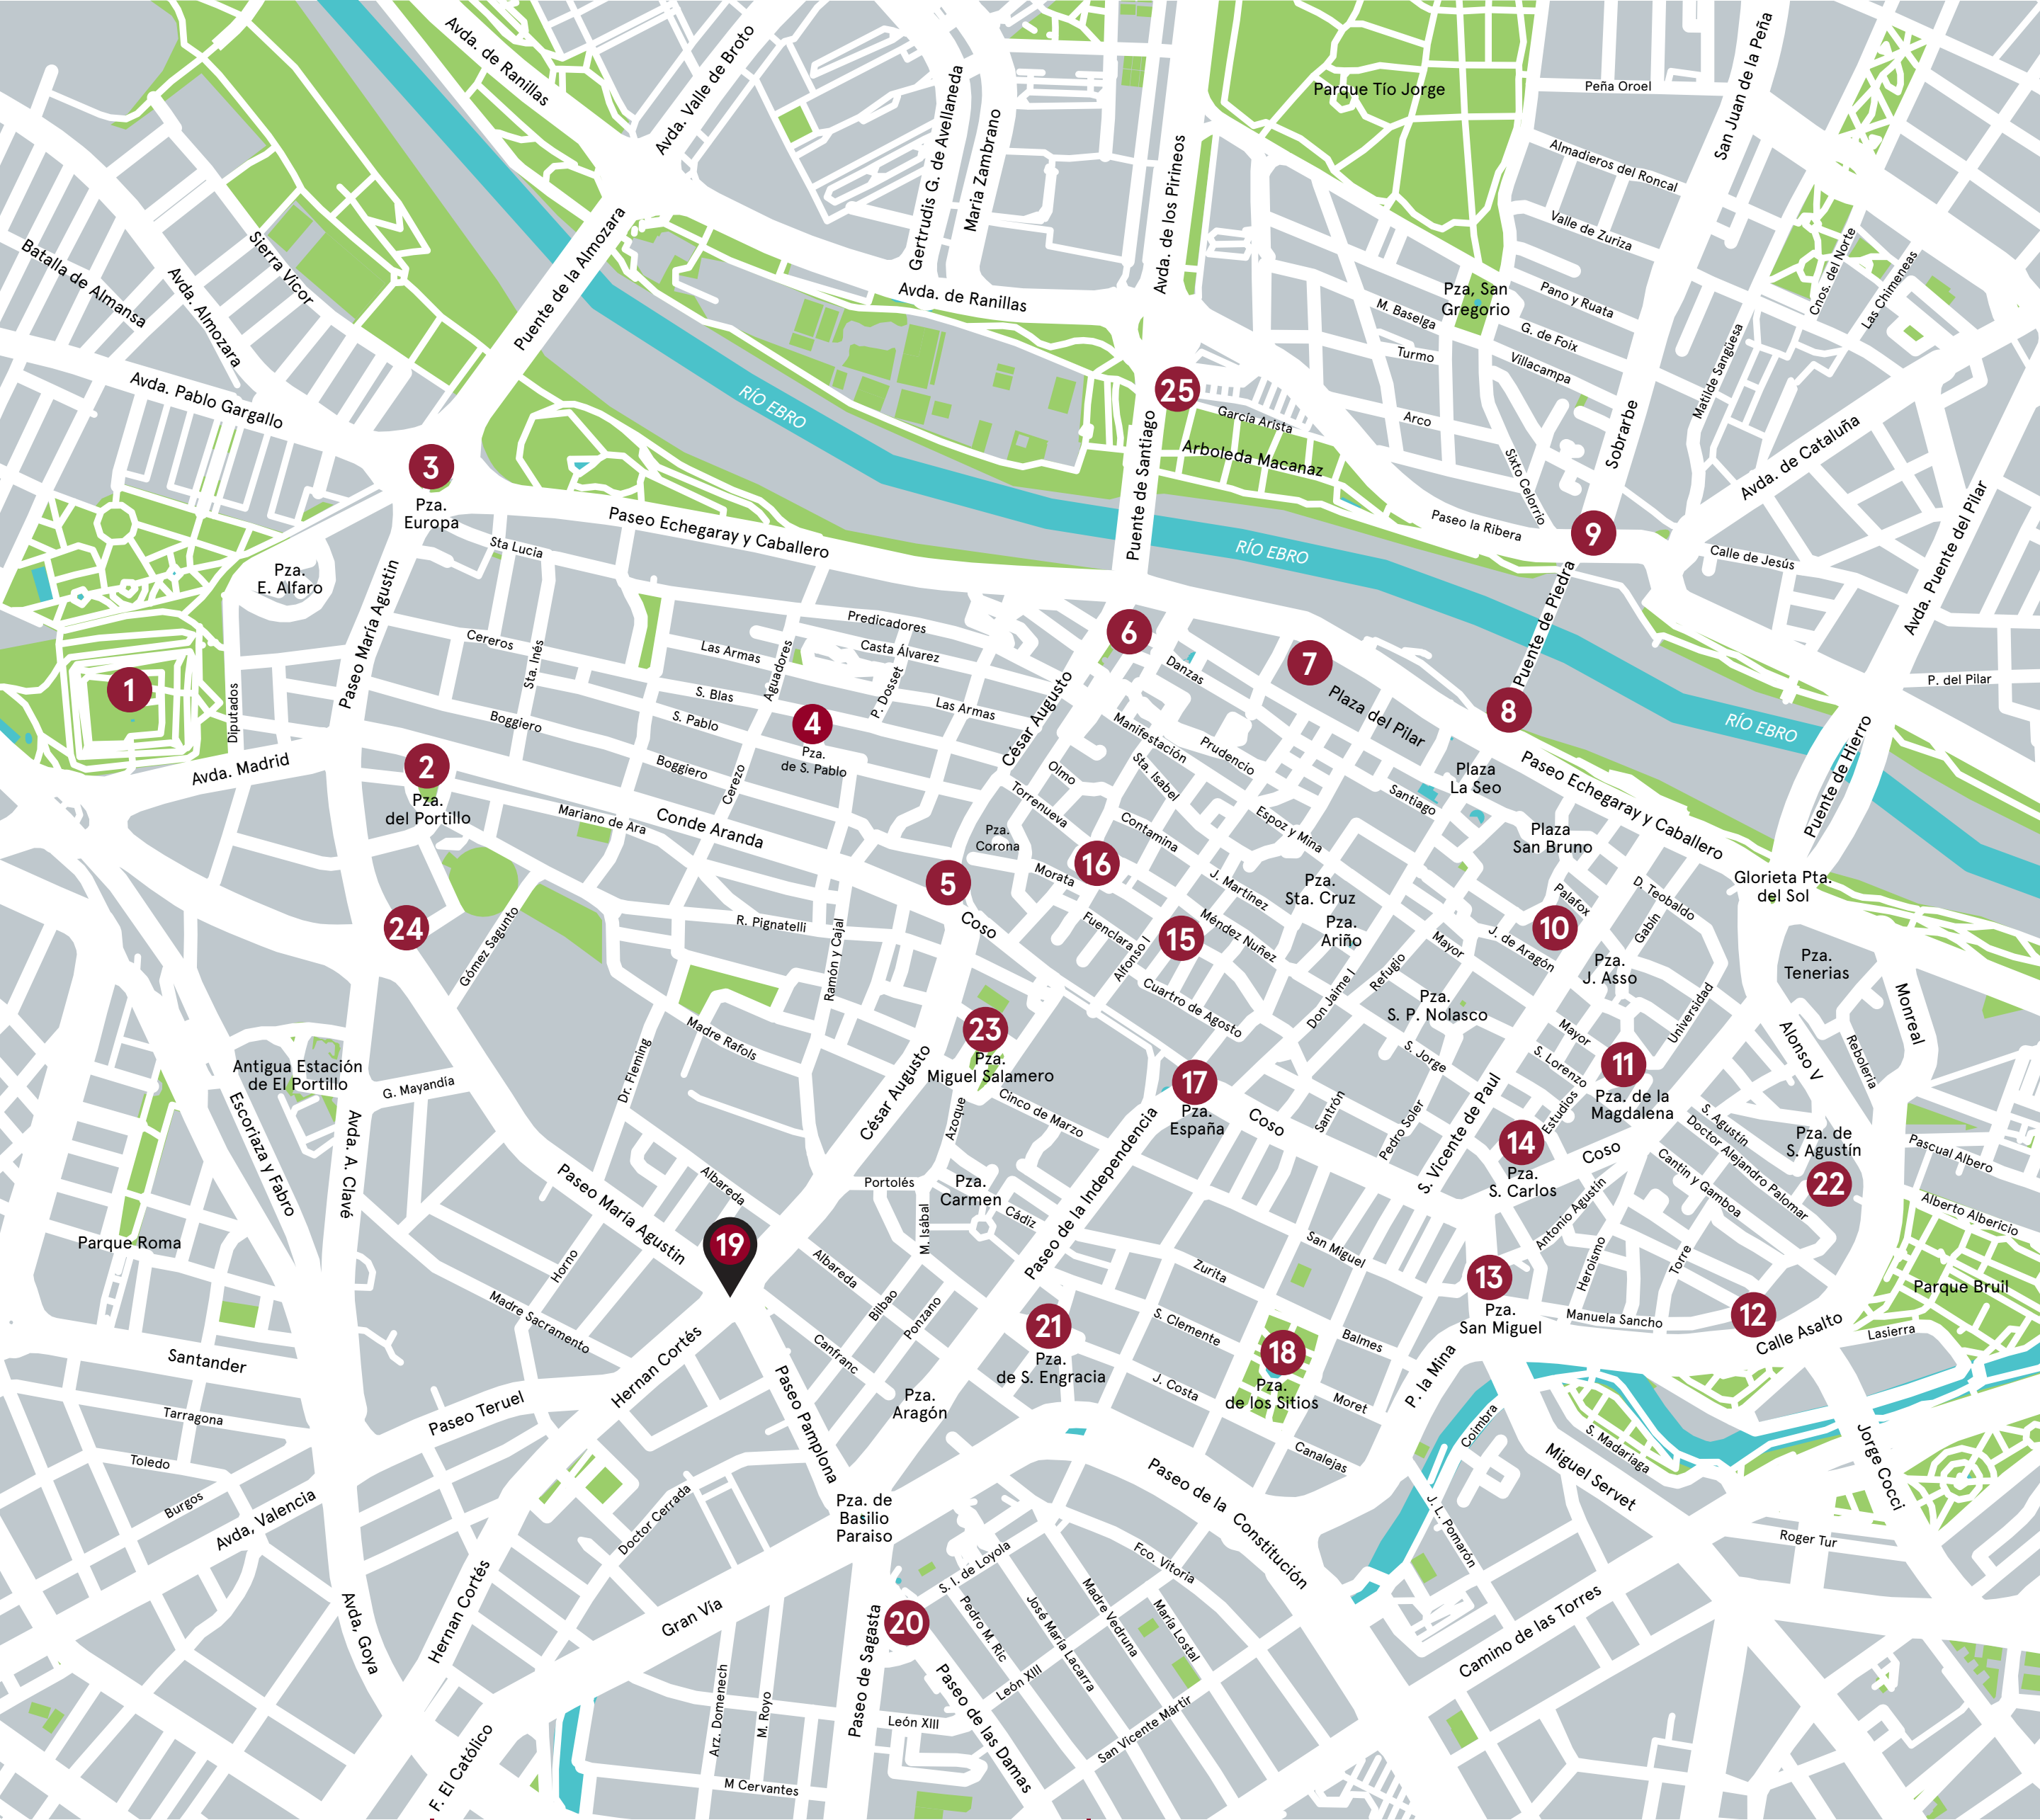 Avda. de Ranillas
Avda. Valle de Broto
Gertrudis G. de Avellaneda
Maria Zambrano
Avda. de los Pirineos
Parque Tío Jorge
Peña Oroel
San Juan de la Peña
Almadieros del Roncal
Valle de Zuriza
Cnos. del Norte
Las Chimeneas
Batalla de Almansa
Avda. Almozara
Sierra Vicor
Puente de la Almozara
Avda. de Ranillas
Pza, San
Gregorio
Pano y Ruata
M. Baselga
G. de Foix
Turmo
Villacampa
Matilde Sangüesa
Avda. Pablo Gargallo
RÍO EBRO
25
García Arista
Arco
Sobrarbe
Avda. de Cataluña
Arboleda Macanaz
Puente de Santiago
Sixto Celorrio
3
Pza.
Europa
Paseo Echegaray y Caballero
Paseo la Ribera
9
Avda. Puente del Pilar
Sta Lucia
RÍO EBRO
Calle de Jesús
Pza.
E. Alfaro
Paseo María Agustin
Puente de Piedra
Predicadores
6
Cereros
Sta. Inés
Las Armas
Casta Álvarez
Aguadores
P. Dosset
Danzas
7
1
Diputados
S. Blas
Las Armas
César Augusto
Plaza del Pilar
8
P. del Pilar
Boggiero
S. Pablo
4
Pza.
de S. Pablo
Manifestación
Prudencio
RÍO EBRO
Puente de Hierro
Avda. Madrid
2
Pza.
del Portillo
Boggiero
Cerezo
Olmo
Sta. Isabel
Plaza
La Seo
Paseo Echegaray y Caballero
Torrenueva
Santiago
Mariano de Ara
Conde Aranda
Pza.
Corona
Contamina
Espoz y Mina
Plaza
San Bruno
16
5
Morata
J. Martínez
Pza.
Sta. Cruz
Palafox
D. Teobaldo
Glorieta Pta.
del Sol
24
Gómez Sagunto
R. Pignatelli
Ramón y Cajal
Coso
Fuenclara
Alfonso I
15
Méndez Nuñez
Pza.
Ariño
Mayor
J. de Aragón
10
Gabín
Pza.
J. Asso
Pza.
Tenerias
Monreal
Cuartro de Agosto
Don Jaime I
Refugio
Pza.
S. P. Nolasco
Universidad
23
Pza.
Miguel Salamero
Madre Rafols
Dr. Fleming
S. Jorge
Mayor
S. Lorenzo
11
Pza. de la
Magdalena
Alonso V
Reboleria
Antigua Estación
de El Portillo
G. Mayandía
César Augusto
Azoque
Cinco de Marzo
17
Pza.
España
Coso
Santrón
Pedro Soler
S. Vicente de Paul
Estudios
14
Pza.
S. Carlos
Coso
S. Agustín
Doctor Alejandro Palomar
Cantin y Gamboa
Pza. de
S. Agustín
22
Pascual Albero
Escoriaza y Fabro
Avda. A. Clavé
Paseo María Agustin
Albareda
Portolés
Pza.
Carmen
Cádiz
M. Isábal
Paseo de la Independencia
Antonio Agustín
Alberto Albericio
Parque Roma
19
Horno
Albareda
San Miguel
Zurita
Heroismo
Torre
Parque Bruil
13
Pza.
San Miguel
Manuela Sancho
12
Calle Asalto
Lasierra
Madre Sacramento
Bilbao
Ponzano
21
Pza.
de S. Engracia
S. Clemente
18
Pza.
de los Sitios
Balmes
P. la Mina
Santander
Hernan Cortés
Canfranc
J. Costa
Moret
Tarragona
Paseo Teruel
Paseo Pamplona
Pza.
Aragón
Canalejas
Coimbra
S. Madariaga
Jorge Cocci
Toledo
Miguel Servet
Burgos
Avda, Valencia
Doctor Cerrada
Pza. de
Basilio
Paraiso
Paseo de la Constitución
J. L. Pomarón
Roger Tur
Avda, Goya
Hernan Cortés
Gran Vía
S. I. de Loyola
Fco. Vitoria
20
Pedro M. Ric
José María Lacarra
Madre Vedruna
María Lostal
Camino de las Torres
Paseo de Sagasta
Paseo de las Damas
León XIII
Arz. Domenech
M. Royo
León XIII
San Vicente Mártir
F. El Católico
M Cervantes